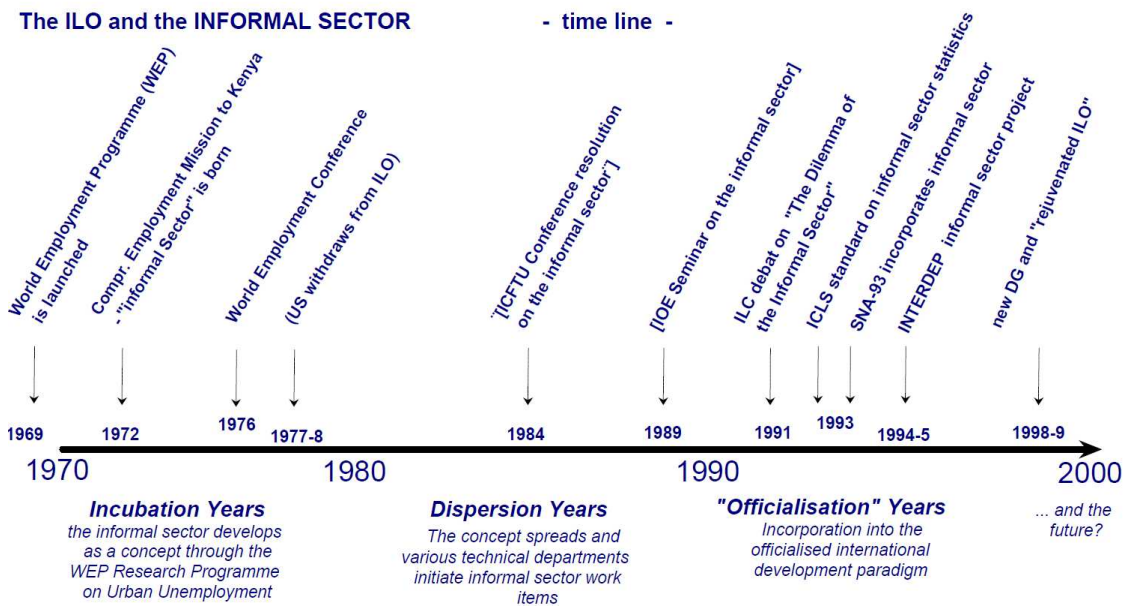 The ILO and the INFORMAL SECTOR - time line -
World Employment Programme (WEP)
is launched
Compr. Employment Mission to Kenya
- "informal Sector" is born
World Employment Conference
(US withdraws from ILO)
¨[ICFTU Conference resolution
on the informal sector¨]
[IOE Seminar on the informal sector]
ILC debat on "The Dilemma of
the Informal Sector"
ICLS standard on informal sector statistics
SNA-93 incorporates informal sector
INTERDEP informal sector project
new DG and "rejuvenated ILO"
1969 1972 1976 1977-8 1984 1989 1991 1993 1994-5 1998-9
1970 1980 1990 2000
Incubation Years
the informal sector develops
as a concept through the
WEP Research Programme
on Urban Unemployment
Dispersion Years
The concept spreads and
various technical departments
initiate informal sector work
items
"Officialisation" Years
Incorporation into the
officialised international
development paradigm
... and the
future?